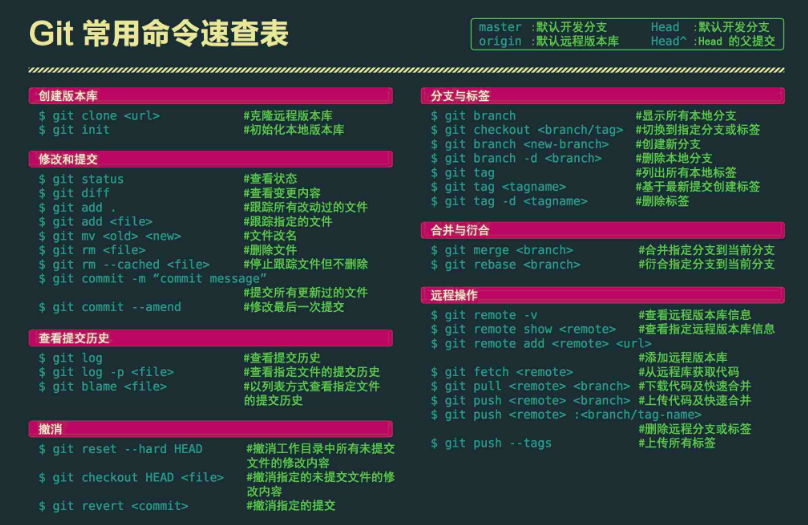 Git 常用命令速查表
master :默认开发分支 Head :默认开发分支
origin :默认远程版本库 Head^ :Head 的父提交
创建版本库
$ git clone <url> #克隆远程版本库
$ git init #初始化本地版本库
修改和提交
$ git status #查看状态
$ git diff #查看变更内容
$ git add . #跟踪所有改动过的文件
$ git add <file> #跟踪指定的文件
$ git mv <old> <new> #文件改名
$ git rm <file> #删除文件
$ git rm --cached <file> #停止跟踪文件但不删除
$ git commit -m “commit message”
#提交所有更新过的文件
$ git commit --amend #修改最后一次提交
查看提交历史
$ git log #查看提交历史
$ git log -p <file> #查看指定文件的提交历史
$ git blame <file> #以列表方式查看指定文件
的提交历史
撤消
$ git reset --hard HEAD #撤消工作目录中所有未提交
文件的修改内容
$ git checkout HEAD <file> #撤消指定的未提交文件的修
改内容
$ git revert <commit> #撤消指定的提交
分支与标签
$ git branch #显示所有本地分支
$ git checkout <branch/tag> #切换到指定分支或标签
$ git branch <new-branch> #创建新分支
$ git branch -d <branch> #删除本地分支
$ git tag #列出所有本地标签
$ git tag <tagname> #基于最新提交创建标签
$ git tag -d <tagname> #删除标签
合并与衍合
$ git merge <branch> #合并指定分支到当前分支
$ git rebase <branch> #衍合指定分支到当前分支
远程操作
$ git remote -v #查看远程版本库信息
$ git remote show <remote> #查看指定远程版本库信息
$ git remote add <remote> <url>
#添加远程版本库
$ git fetch <remote> #从远程库获取代码
$ git pull <remote> <branch> #下载代码及快速合并
$ git push <remote> <branch> #上传代码及快速合并
$ git push <remote> :<branch/tag-name>
#删除远程分支或标签
$ git push --tags #上传所有标签